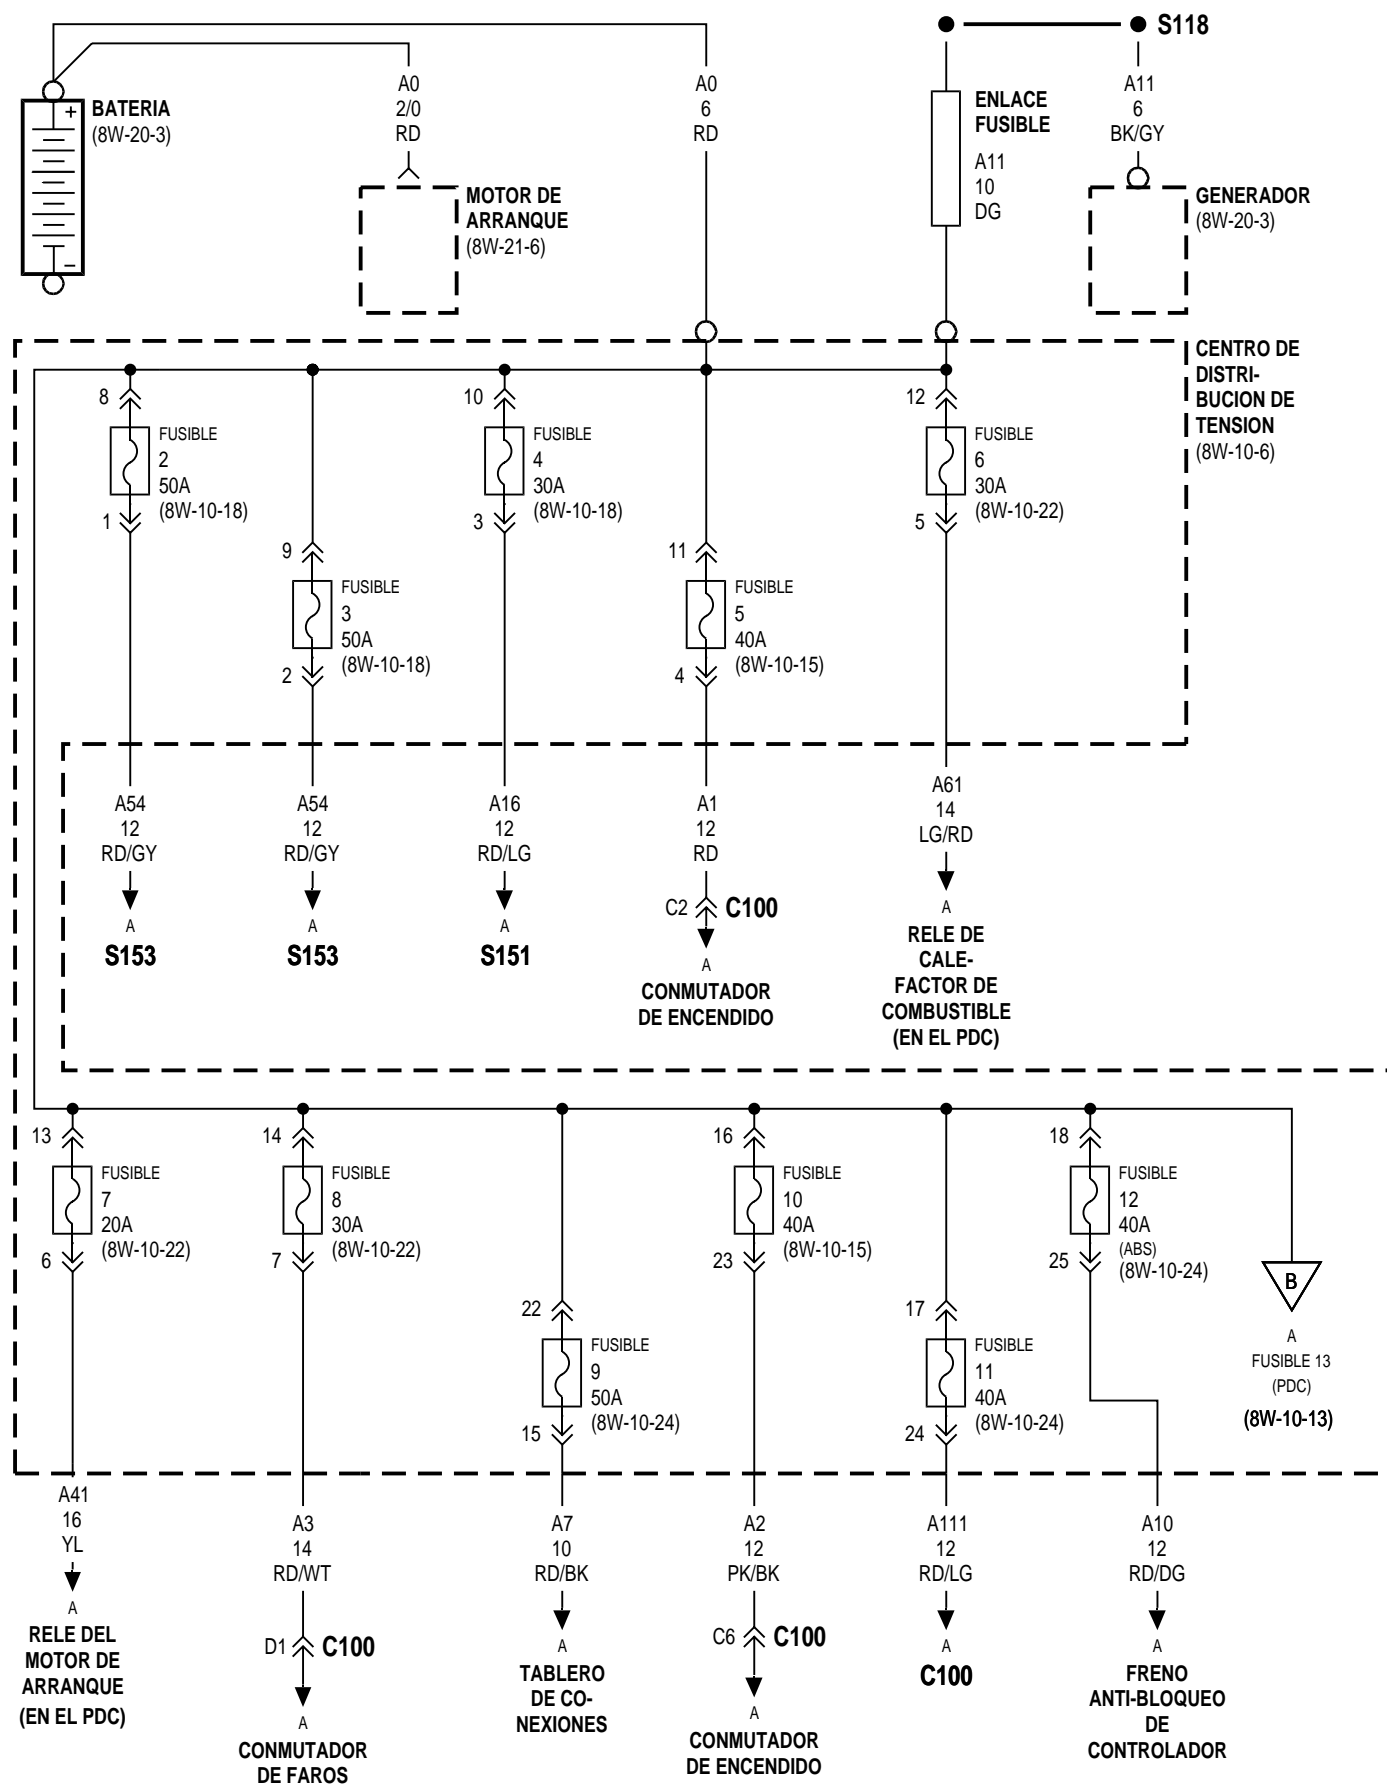 S118
A0
2/0
RD
A0
6
RD
A11
6
BK/GY
+
BATERIA
(8W-20-3)
–
ENLACE
FUSIBLE
A11
10
DG
MOTOR DE
ARRANQUE
(8W-21-6)
GENERADOR
(8W-20-3)
CENTRO DE
DISTRI-
BUCION DE
TENSION
(8W-10-6)
8
FUSIBLE
2
50A
(8W-10-18)
1
9
FUSIBLE
3
50A
(8W-10-18)
2
10
FUSIBLE
4
30A
(8W-10-18)
3
11
FUSIBLE
5
40A
(8W-10-15)
4
12
FUSIBLE
6
30A
(8W-10-22)
5
A54
12
RD/GY
A
S153
A54
12
RD/GY
A
S153
A16
12
RD/LG
A
S151
A1
12
RD
C2
C100
A
CONMUTADOR
DE ENCENDIDO
A61
14
LG/RD
A
RELE DE
CALE-
FACTOR DE
COMBUSTIBLE
(EN EL PDC)
13
FUSIBLE
7
20A
(8W-10-22)
6
14
FUSIBLE
8
30A
(8W-10-22)
7
22
FUSIBLE
9
50A
(8W-10-24)
15
16
FUSIBLE
10
40A
(8W-10-15)
23
17
FUSIBLE
11
40A
(8W-10-24)
24
18
FUSIBLE
12
40A
(ABS)
(8W-10-24)
25
B
A
FUSIBLE 13
(PDC)
(8W-10-13)
A41
16
YL
A
RELE DEL
MOTOR DE
ARRANQUE
(EN EL PDC)
A3
14
RD/WT
D1
C100
A
CONMUTADOR
DE FAROS
A7
10
RD/BK
A
TABLERO
DE CO-
NEXIONES
A2
12
PK/BK
C6
C100
A
CONMUTADOR
DE ENCENDIDO
A111
12
RD/LG
A
C100
A10
12
RD/DG
A
FRENO
ANTI-BLOQUEO
DE
CONTROLADOR